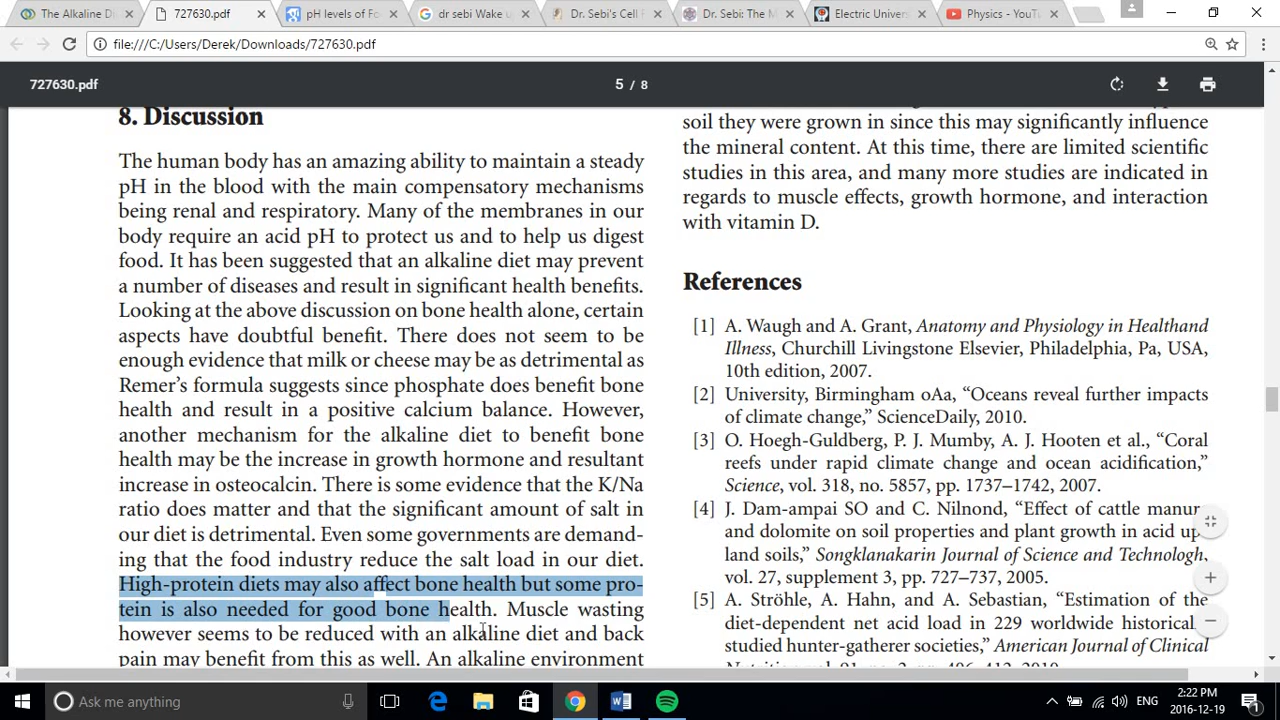 The Alkaline Di
727630.pdf
pH levels of Fo
dr sebi Wake u
Dr. Sebi's Cell F
Dr. Sebi: The M
Electric Univer
Physics - YouTu
file:///C:/Users/Derek/Downloads/727630.pdf
727630.pdf
5 / 8
8. Discussion
The human body has an amazing ability to maintain a steady
pH in the blood with the main compensatory mechanisms
being renal and respiratory. Many of the membranes in our
body require an acid pH to protect us and to help us digest
food. It has been suggested that an alkaline diet may prevent
a number of diseases and result in significant health benefits.
Looking at the above discussion on bone health alone, certain
aspects have doubtful benefit. There does not seem to be
enough evidence that milk or cheese may be as detrimental as
Remer's formula suggests since phosphate does benefit bone
health and result in a positive calcium balance. However,
another mechanism for the alkaline diet to benefit bone
health may be the increase in growth hormone and resultant
increase in osteocalcin. There is some evidence that the K/Na
ratio does matter and that the significant amount of salt in
our diet is detrimental. Even some governments are demand-
ing that the food industry reduce the salt load in our diet.
High-protein diets may also affect bone health but some pro-
tein is also needed for good bone health. Muscle wasting
however seems to be reduced with an alkaline diet and back
pain may benefit from this as well. An alkaline environment
soil they were grown in since this may significantly influence
the mineral content. At this time, there are limited scientific
studies in this area, and many more studies are indicated in
regards to muscle effects, growth hormone, and interaction
with vitamin D.
References
[1] A. Waugh and A. Grant, Anatomy and Physiology in Healthand
Illness, Churchill Livingstone Elsevier, Philadelphia, Pa, USA,
10th edition, 2007.
[2] University, Birmingham oAa, “Oceans reveal further impacts
of climate change,” ScienceDaily, 2010.
[3] O. Hoegh-Guldberg, P. J. Mumby, A. J. Hooten et al., “Coral
reefs under rapid climate change and ocean acidification,”
Science, vol. 318, no. 5857, pp. 1737–1742, 2007.
[4] J. Dam-ampai SO and C. Nilnond, “Effect of cattle manur
and dolomite on soil properties and plant growth in acid up
land soils,” Songklanakarin Journal of Science and Technologh,
vol. 27, supplement 3, pp. 727–737, 2005.
[5] A. Ströhle, A. Hahn, and A. Sebastian, “Estimation of the
diet-dependent net acid load in 229 worldwide historical
studied hunter-gatherer societies,” American Journal of Clinical
Ask me anything
ENG
2:22 PM
2016-12-19